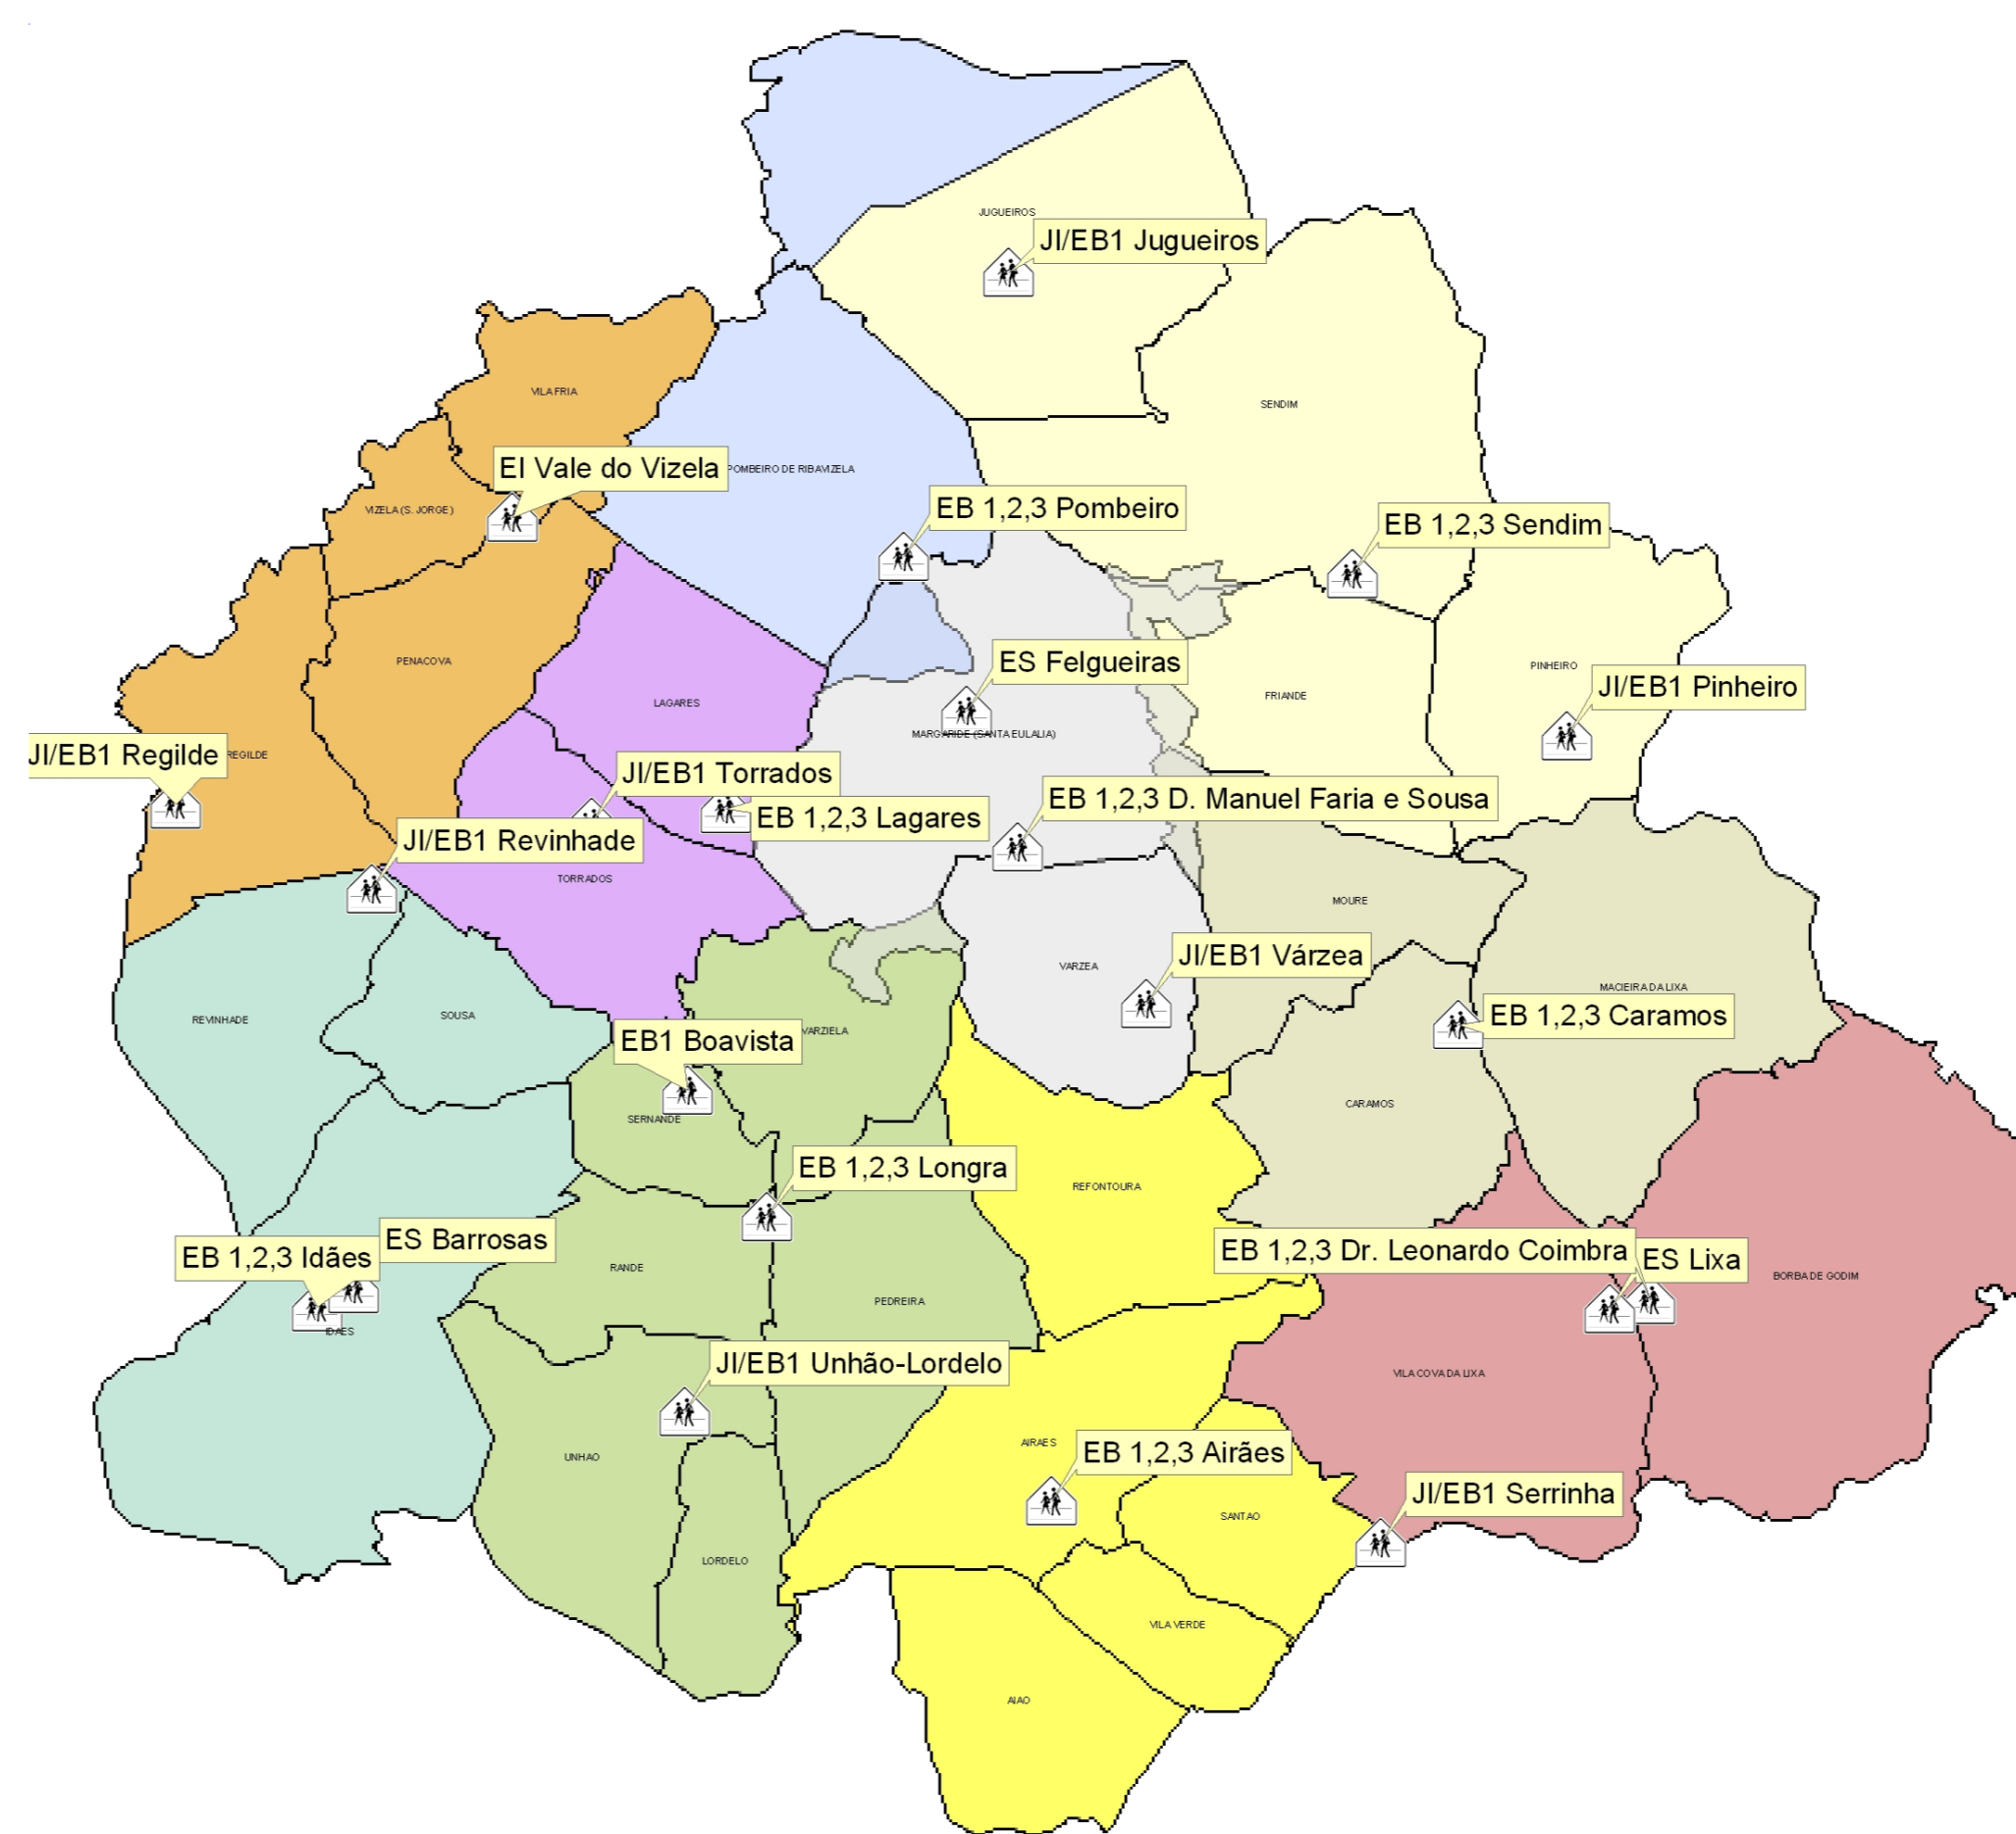 JUGUEIROS
JI/EB1 Jugueiros
VILA FRIA
SENDIM
EI Vale do Vizela
POMBEIRO DE RIBAVIZELA
VIZELA (S. JORGE)
EB 1,2,3 Pombeiro
EB 1,2,3 Sendim
PENACOVA
ES Felgueiras
PINHEIRO
JI/EB1 Pinheiro
LAGARES
FRIANDE
MARGARIDE (SANTA EULALIA)
JI/EB1 Regilde
REGILDE
JI/EB1 Torrados
EB 1,2,3 Lagares
EB 1,2,3 D. Manuel Faria e Sousa
JI/EB1 Revinhade
TORRADOS
MOURE
JI/EB1 Várzea
VARZEA
MACIEIRA DA LIXA
EB 1,2,3 Caramos
REVINHADE
SOUSA
VARZIELA
EB1 Boavista
SERNANDE
CARAMOS
EB 1,2,3 Longra
REFONTOURA
EB 1,2,3 Idães
ES Barrosas
EB 1,2,3 Dr. Leonardo Coimbra
ES Lixa
RANDE
BORBA DE GODIM
PEDREIRA
IDAES
JI/EB1 Unhão-Lordelo
VILA COVA DA LIXA
AIRAES
EB 1,2,3 Airães
UNHAO
JI/EB1 Serrinha
SANTAO
LORDELO
VILA VERDE
AIAO